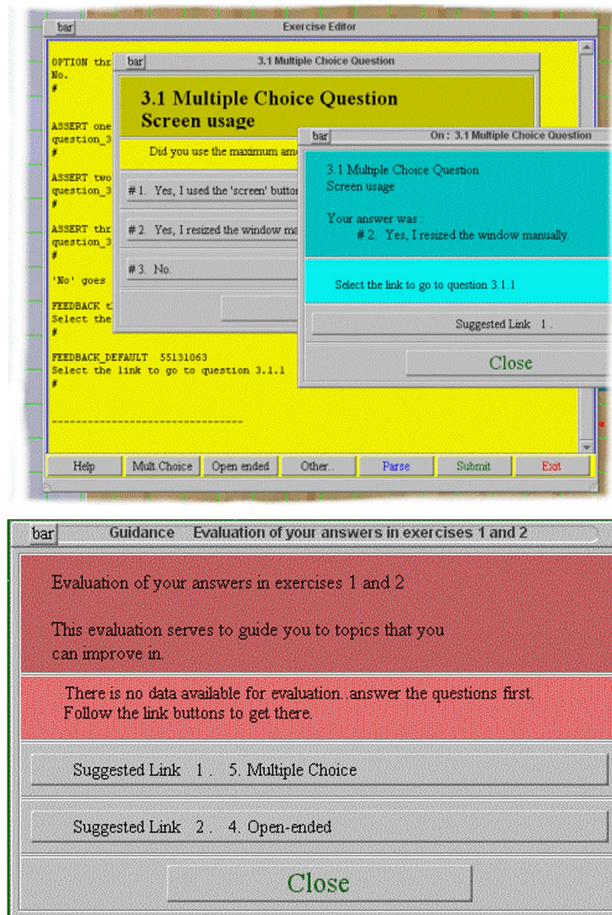 bar
Exercise Editor
OPTION thr
No.
#
ASSERT one
question_3
#
ASSERT two
question_3
#
ASSERT thr
question_3
#
'No' goes
FEEDBACK t
Select the
#
FEEDBACK_DEFAULT 55131063
Select the link to go to question 3.1.1
#
-------------------------------
bar
3.1 Multiple Choice Question
3.1 Multiple Choice Question
Screen usage
Did you use the maximum amo
# 1. Yes, I used the 'screen' butto
# 2. Yes, I resized the window ma
# 3. No.
bar
On : 3.1 Multiple Choice Question
3.1 Multiple Choice Question
Screen usage
Your answer was :
# 2. Yes, I resized the window manually.
Select the link to go to question 3.1.1
Suggested Link 1 .
Close
Help
Mult.Choice
Open ended
Other..
Parse
Submit
Exit
bar
Guidance Evaluation of your answers in exercises 1 and 2
Evaluation of your answers in exercises 1 and 2
This evaluation serves to guide you to topics that you
can improve in.
There is no data available for evaluation..answer the questions first.
Follow the link buttons to get there.
Suggested Link 1 . 5. Multiple Choice
Suggested Link 2 . 4. Open-ended
Close